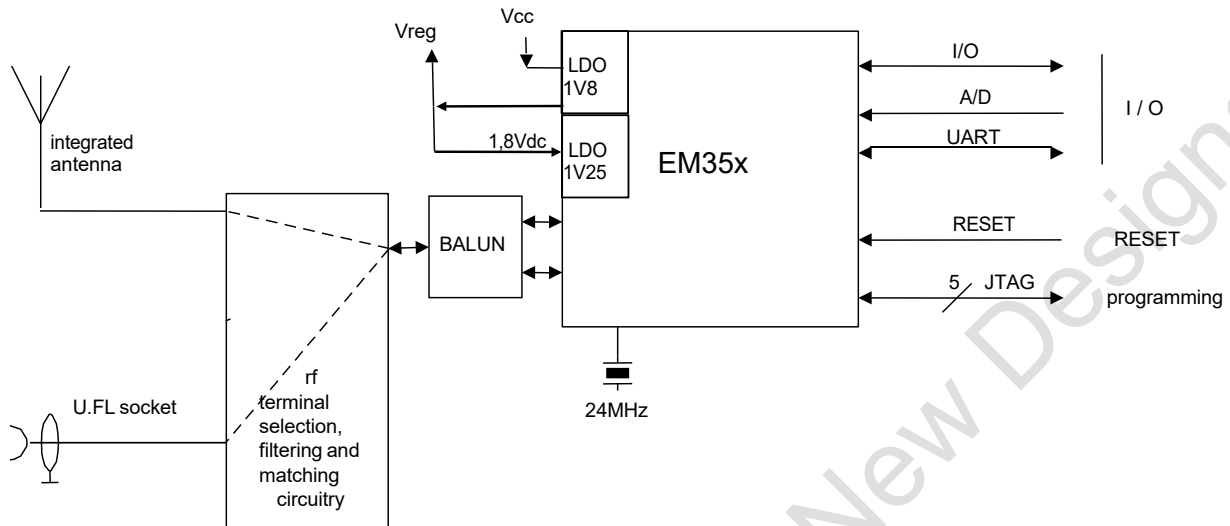 Vcc
Vreg
LDO
1V8
1,8Vdc
LDO
1V25
EM35x
I/O
A/D
UART
I / O
integrated
antenna
BALUN
RESET
RESET
5
JTAG
programming
24MHz
U.FL socket
rf
terminal
selection,
filtering and
matching
circuitry
New Design